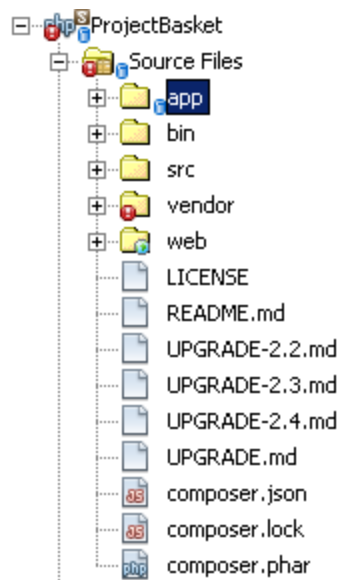 ProjectBasket
Source Files
app
bin
src
vendor
web
LICENSE
README.md
UPGRADE-2.2.md
UPGRADE-2.3.md
UPGRADE-2.4.md
UPGRADE.md
composer.json
composer.lock
composer.phar